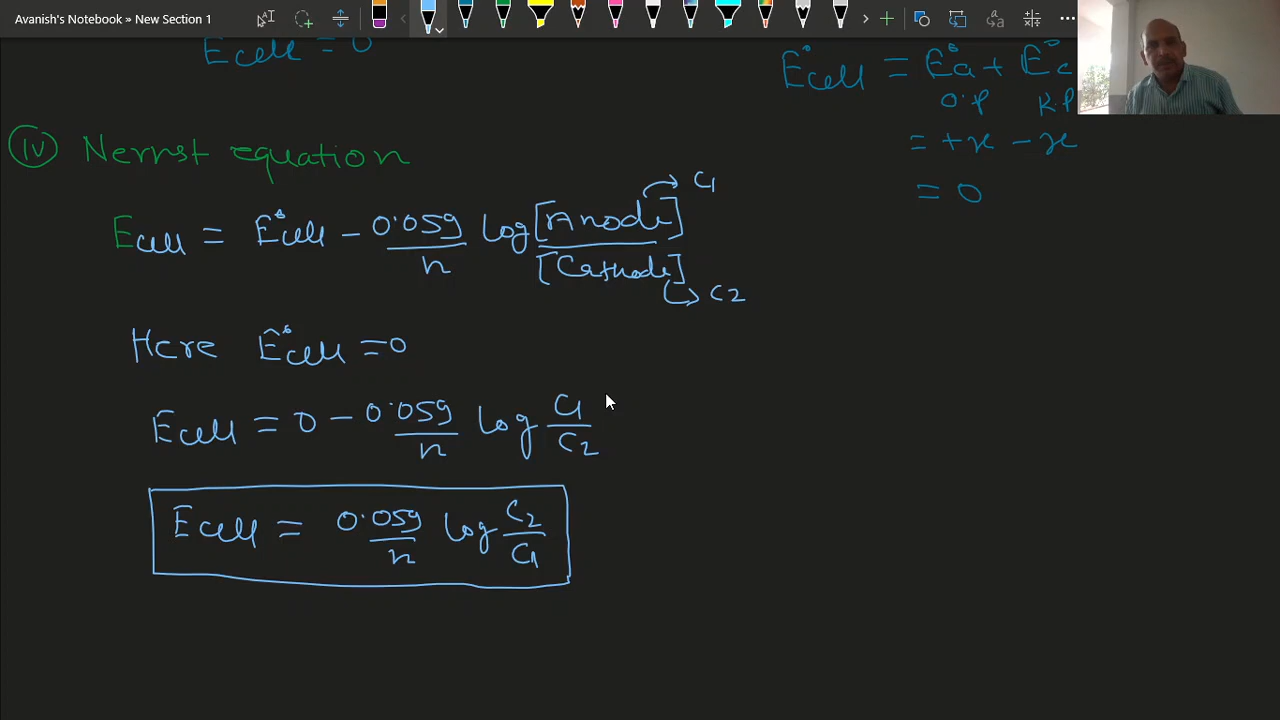 Avanish's Notebook » New Section 1
Ecell = 0
E°cell = E°a + E°c
O.P R.P
= +x - x
= 0
(iv) Nernst equation
Ecell = E°cell - 0.059/n log [Anode]/[Cathode]
→ C1
→ C2
Here E°cell = 0
Ecell = 0 - 0.059/n log C1/C2
Ecell = 0.059/n log C2/C1